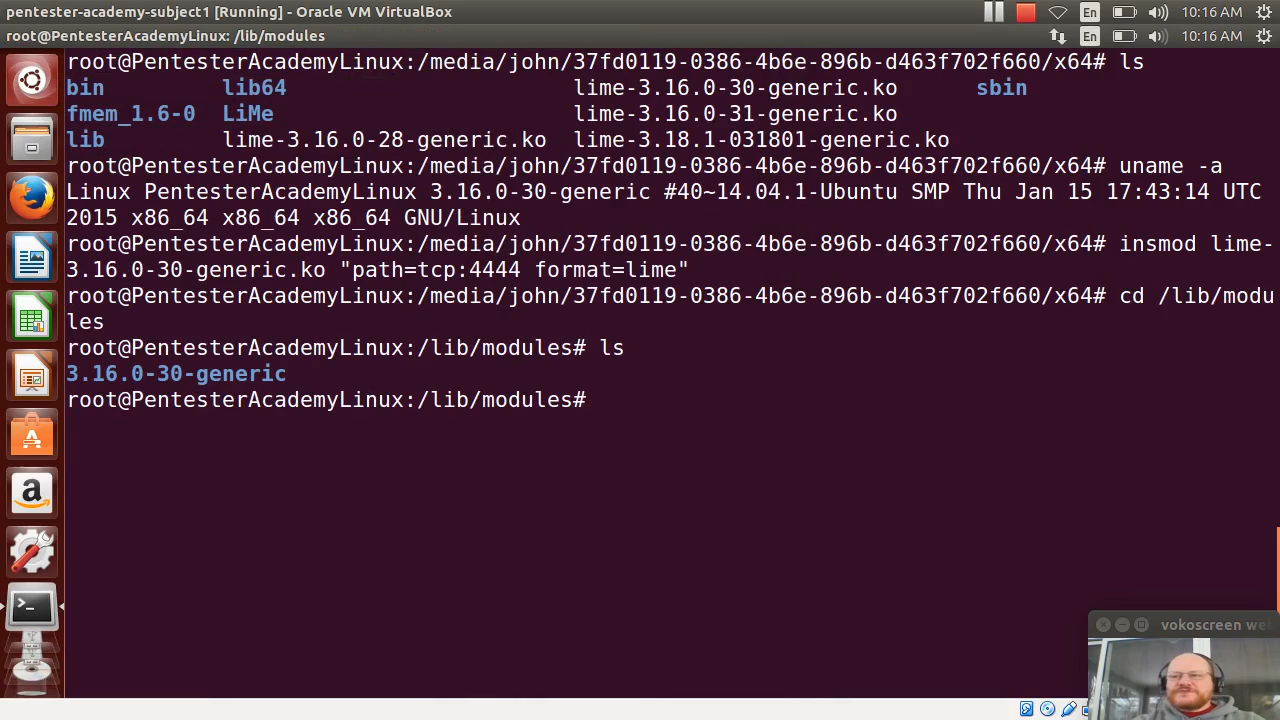 pentester-academy-subject1 [Running] - Oracle VM VirtualBox
En
10:16 AM
root@PentesterAcademyLinux: /lib/modules
En
10:16 AM
root@PentesterAcademyLinux:/media/john/37fd0119-0386-4b6e-896b-d463f702f660/x64# ls
bin lib64 lime-3.16.0-30-generic.ko sbin
fmem_1.6-0 LiMe lime-3.16.0-31-generic.ko
lib lime-3.16.0-28-generic.ko lime-3.18.1-031801-generic.ko
root@PentesterAcademyLinux:/media/john/37fd0119-0386-4b6e-896b-d463f702f660/x64# uname -a
Linux PentesterAcademyLinux 3.16.0-30-generic #40~14.04.1-Ubuntu SMP Thu Jan 15 17:43:14 UTC
2015 x86_64 x86_64 x86_64 GNU/Linux
root@PentesterAcademyLinux:/media/john/37fd0119-0386-4b6e-896b-d463f702f660/x64# insmod lime-
3.16.0-30-generic.ko "path=tcp:4444 format=lime"
root@PentesterAcademyLinux:/media/john/37fd0119-0386-4b6e-896b-d463f702f660/x64# cd /lib/modu
les
root@PentesterAcademyLinux:/lib/modules# ls
3.16.0-30-generic
root@PentesterAcademyLinux:/lib/modules#
vokoscreen we